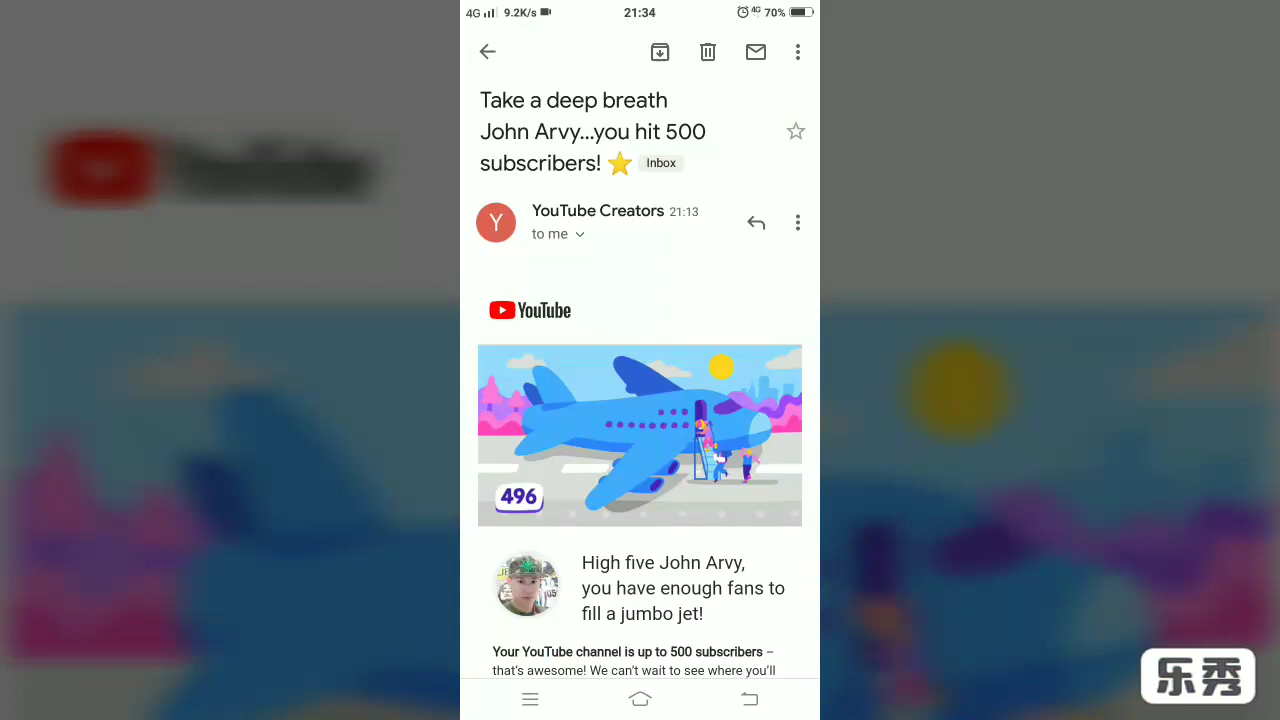 4G 9.2K/s 21:34 4G 70%
Take a deep breath
John Arvy...you hit 500
subscribers! ⭐ Inbox
Y YouTube Creators 21:13
to me
YouTube
496
High five John Arvy,
you have enough fans to
fill a jumbo jet!
Your YouTube channel is up to 500 subscribers –
that's awesome! We can't wait to see where you'll
乐秀